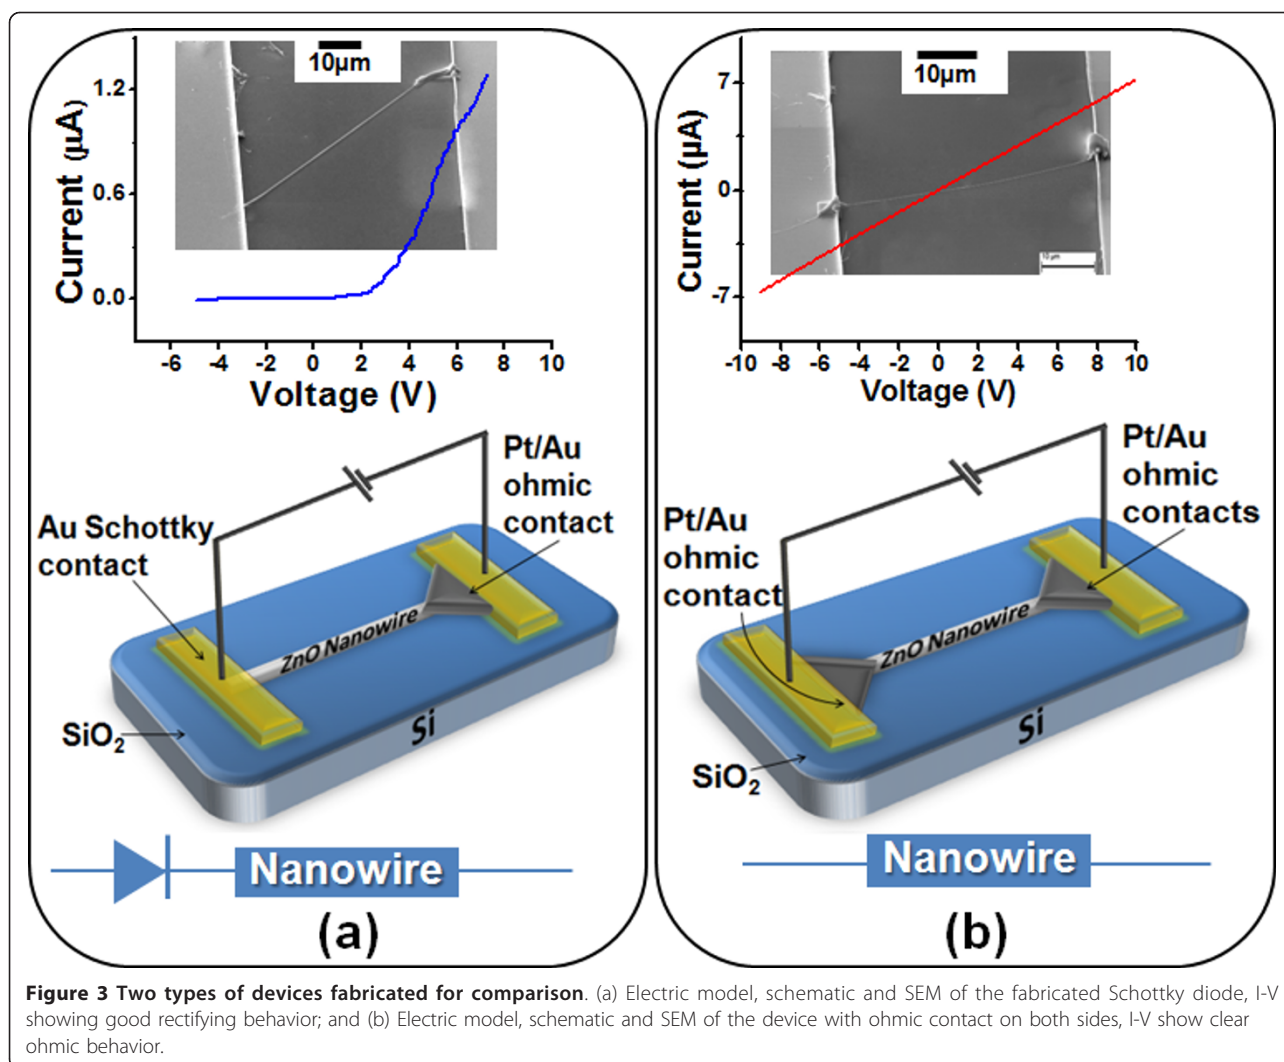 10µm
1.2
0.6
0.0
Current (µA)
-6 -4 -2 0 2 4 6 8 10
Voltage (V)
Pt/Au
ohmic
contact
Au Schottky
contact
ZnO Nanowire
SiO2
Si
Nanowire
(a)
10µm
7
0
-7
Current (µA)
10 µm
-10 -8 -6 -4 -2 0 2 4 6 8 10
Voltage (V)
Pt/Au
ohmic
contacts
Pt/Au
ohmic
contact
ZnO Nanowire
SiO2
Si
Nanowire
(b)
Figure 3 Two types of devices fabricated for comparison. (a) Electric model, schematic and SEM of the fabricated Schottky diode, I-V
showing good rectifying behavior; and (b) Electric model, schematic and SEM of the device with ohmic contact on both sides, I-V show clear
ohmic behavior.